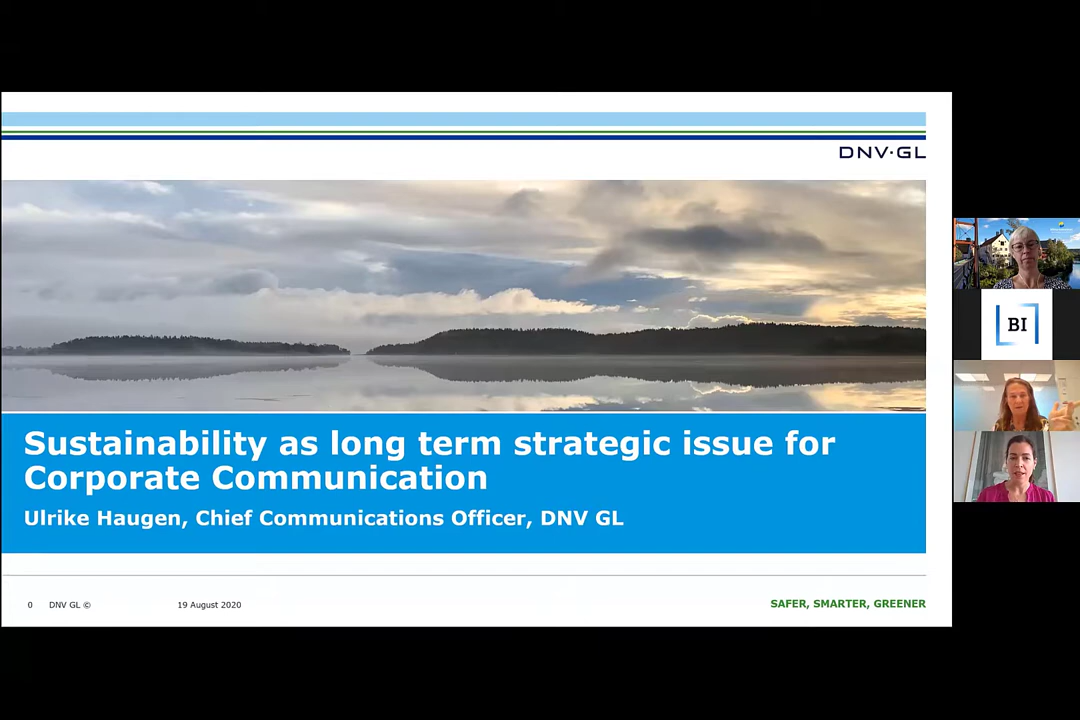 DNV·GL
Sustainability as long term strategic issue for
Corporate Communication
Ulrike Haugen, Chief Communications Officer, DNV GL
0 DNV GL © 19 August 2020 SAFER, SMARTER, GREENER
BI